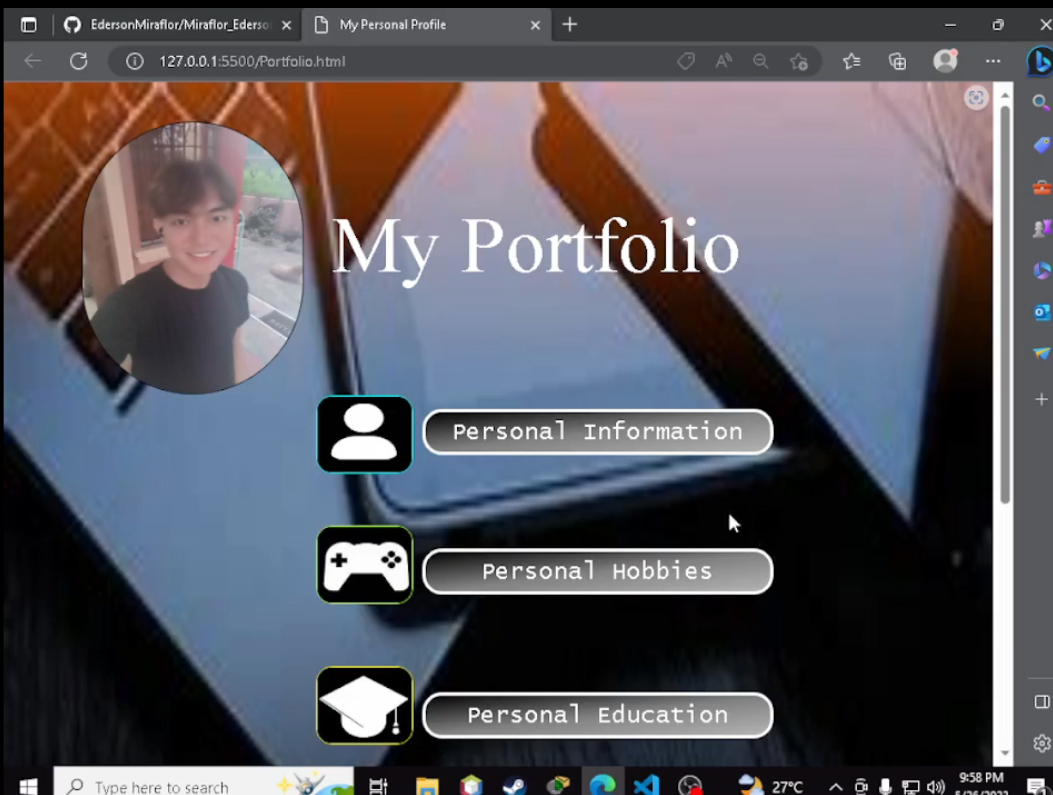 EdersonMiraflor/Miraflor_Ederso
My Personal Profile
127.0.0.1:5500/Portfolio.html
My Portfolio
Personal Information
Personal Hobbies
Personal Education
Type here to search
27°C
9:58 PM